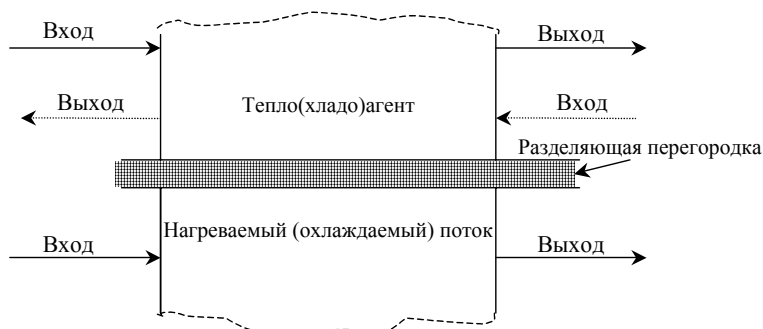 Вход
Выход
Выход
Тепло(хладо)агент
Вход
Разделяющая перегородка
Нагреваемый (охлаждаемый) поток
Вход
Выход